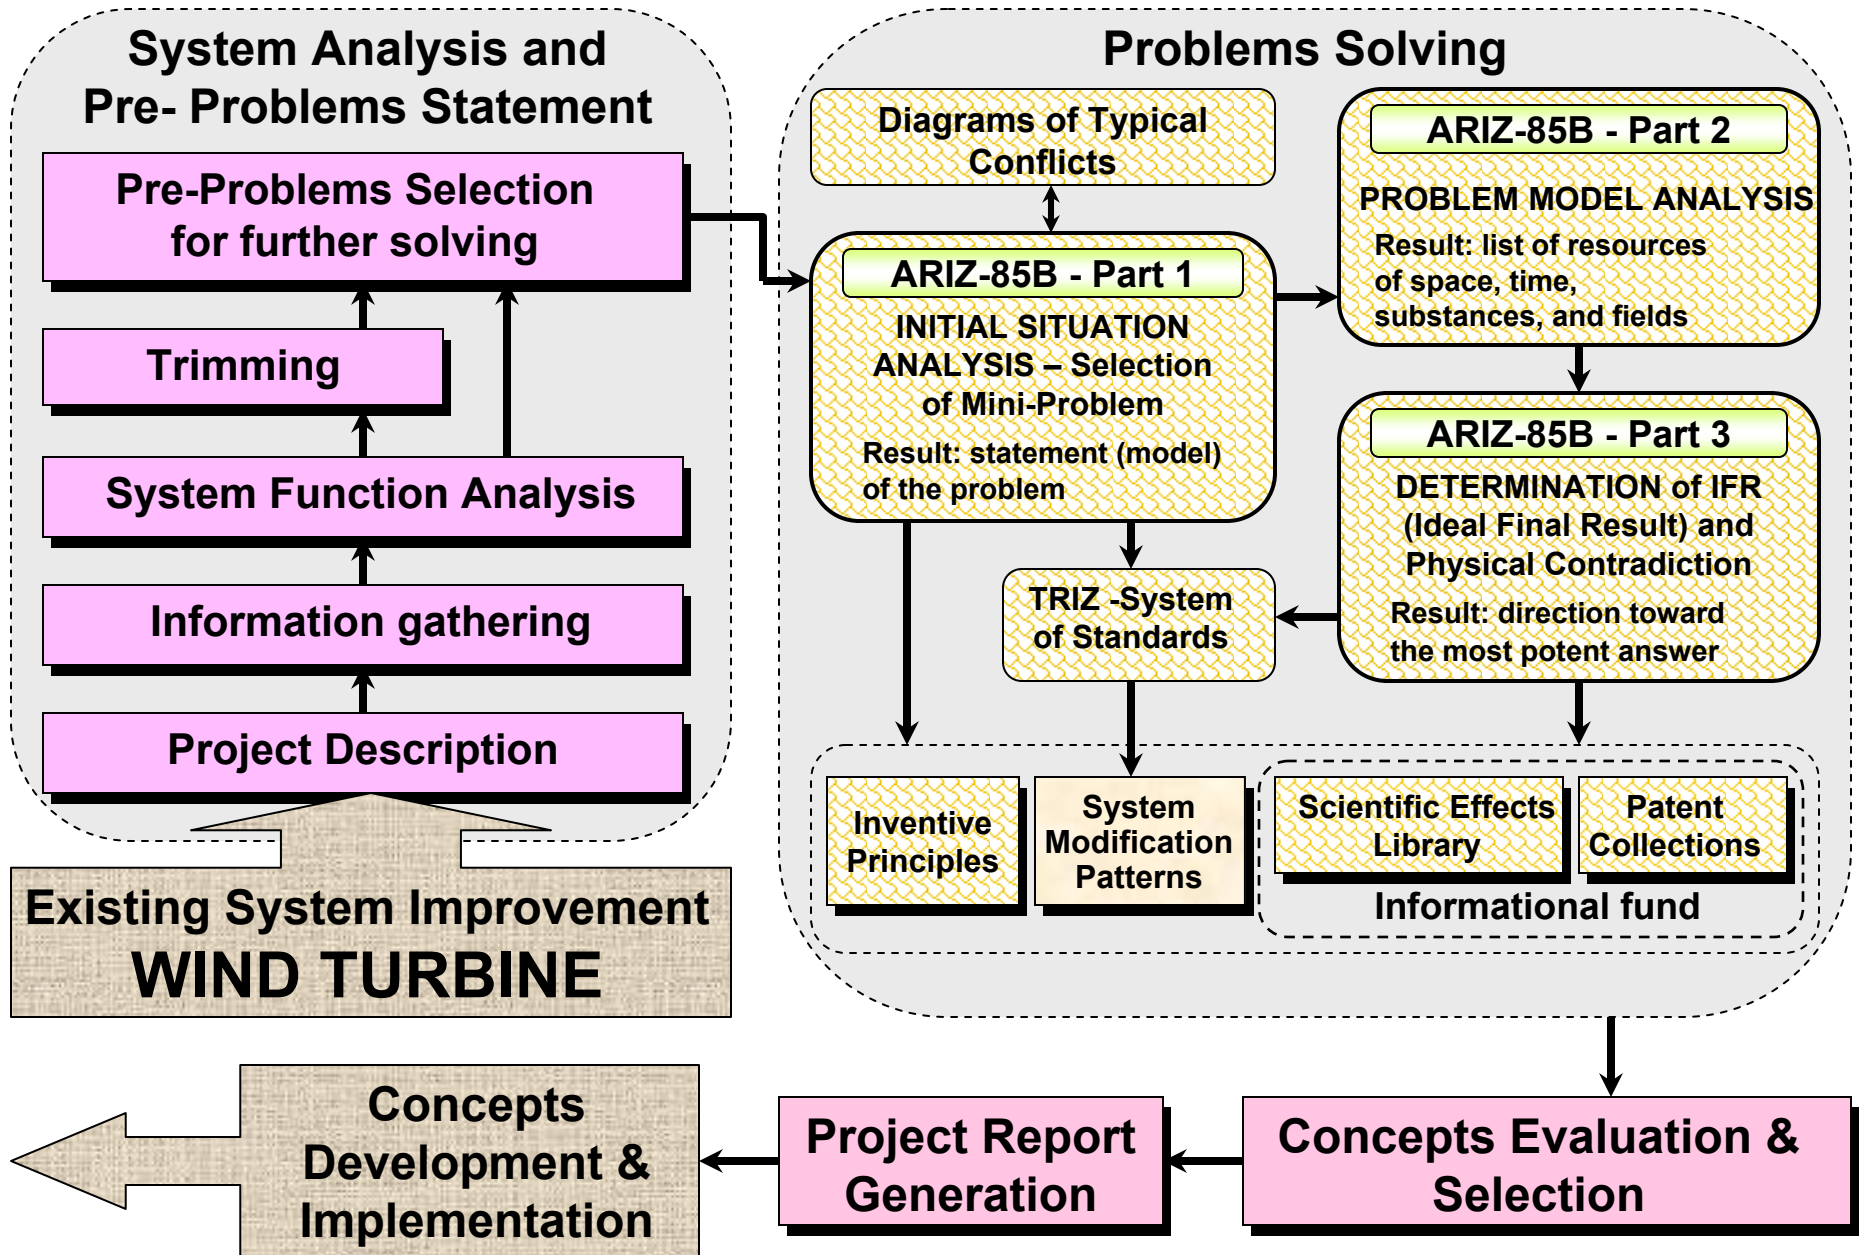 System Analysis and
Pre- Problems Statement
Pre-Problems Selection
for further solving
Trimming
System Function Analysis
Information gathering
Project Description
Existing System Improvement
WIND TURBINE
Problems Solving
Diagrams of Typical
Conflicts
ARIZ-85B - Part 1
INITIAL SITUATION
ANALYSIS – Selection
of Mini-Problem
Result: statement (model)
of the problem
ARIZ-85B - Part 2
PROBLEM MODEL ANALYSIS
Result: list of resources
of space, time,
substances, and fields
ARIZ-85B - Part 3
DETERMINATION of IFR
(Ideal Final Result) and
Physical Contradiction
Result: direction toward
the most potent answer
TRIZ -System
of Standards
Inventive
Principles
System
Modification
Patterns
Scientific Effects
Library
Patent
Collections
Informational fund
Concepts Evaluation &
Selection
Project Report
Generation
Concepts
Development &
Implementation